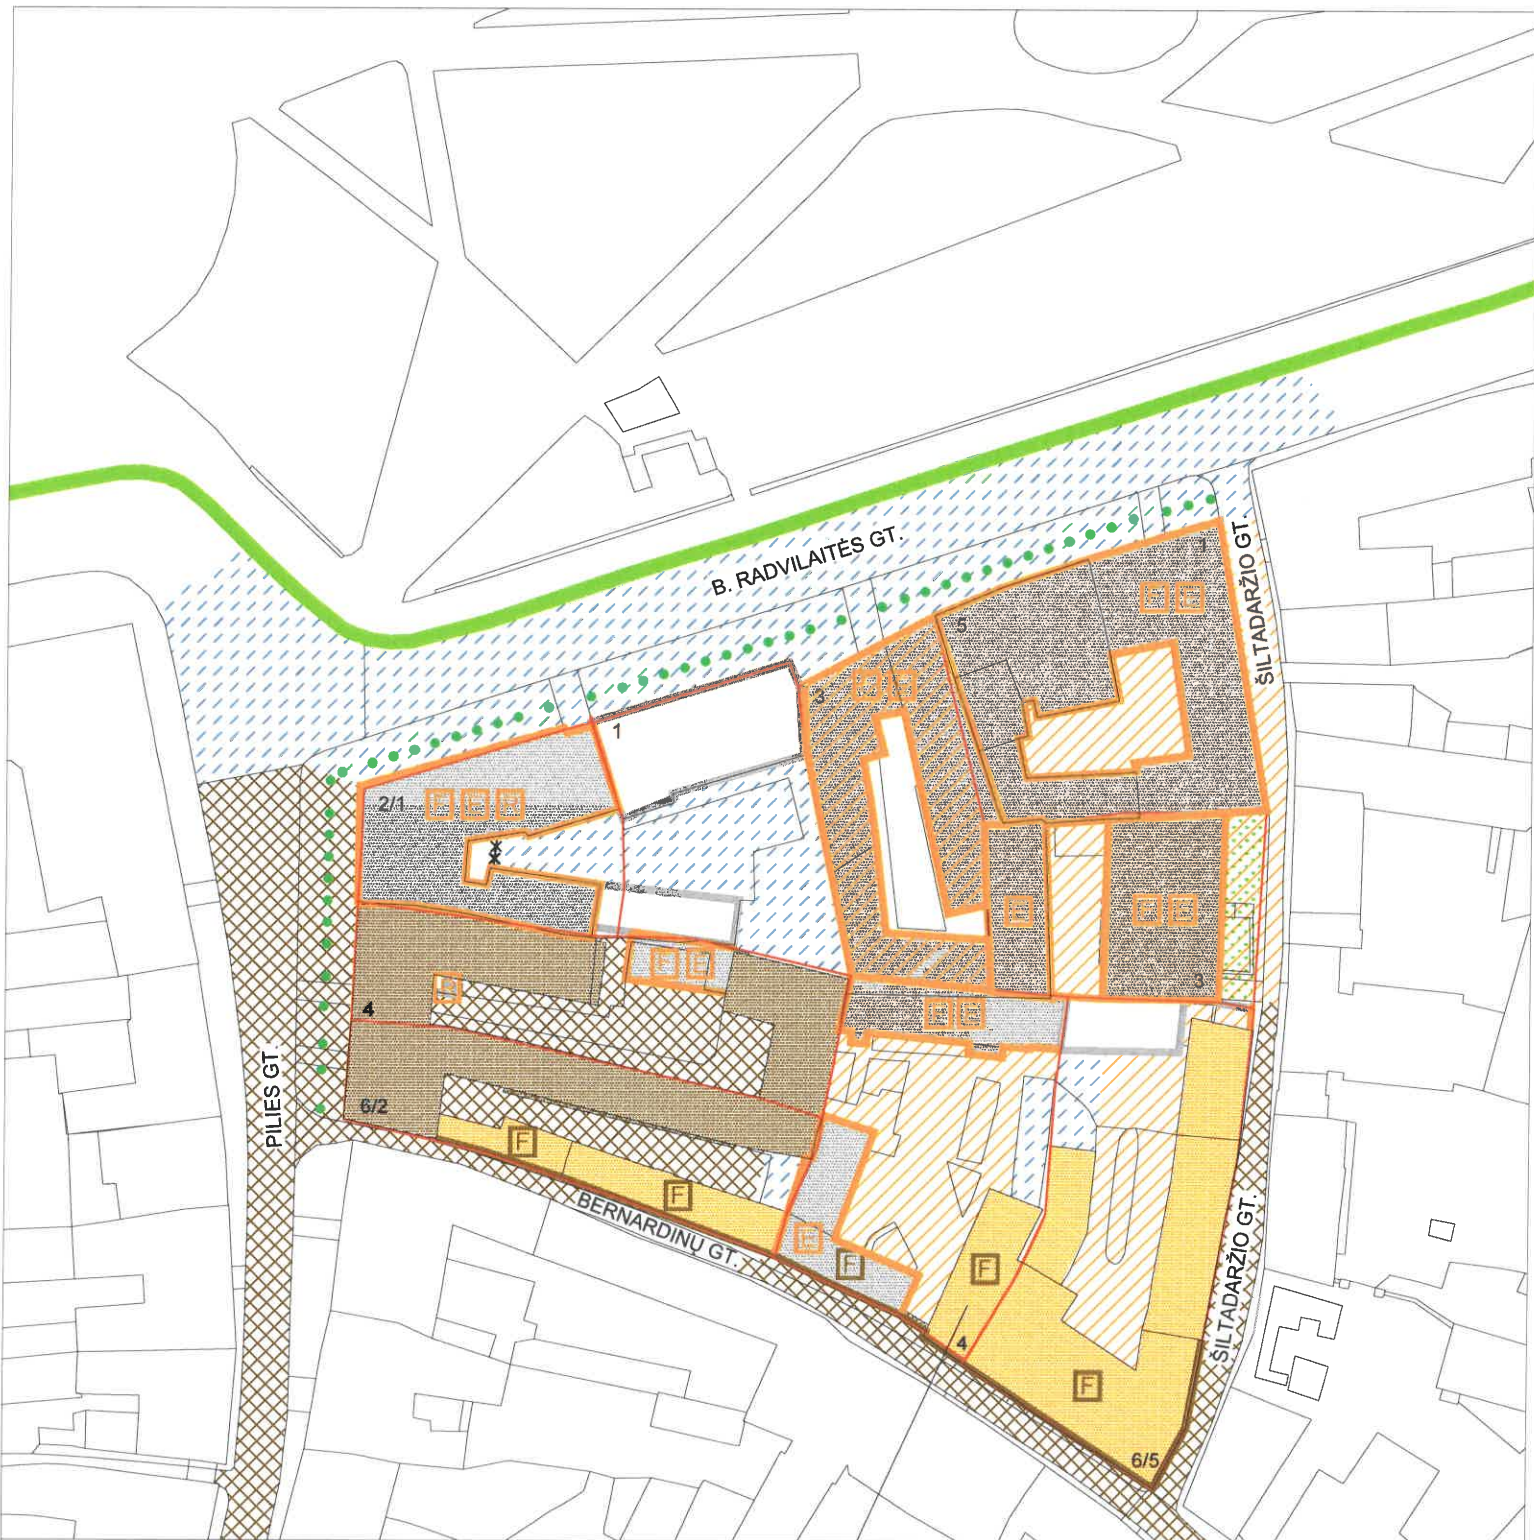 B. RADVILAITĖS GT.
ŠILTADARŽIO GT.
1
5
3
1
2/1
3
4
6/2
PILIES GT.
F
F
BERNARDINŲ GT.
F
F
F
4
ŠILTADARŽIO GT.
6/5